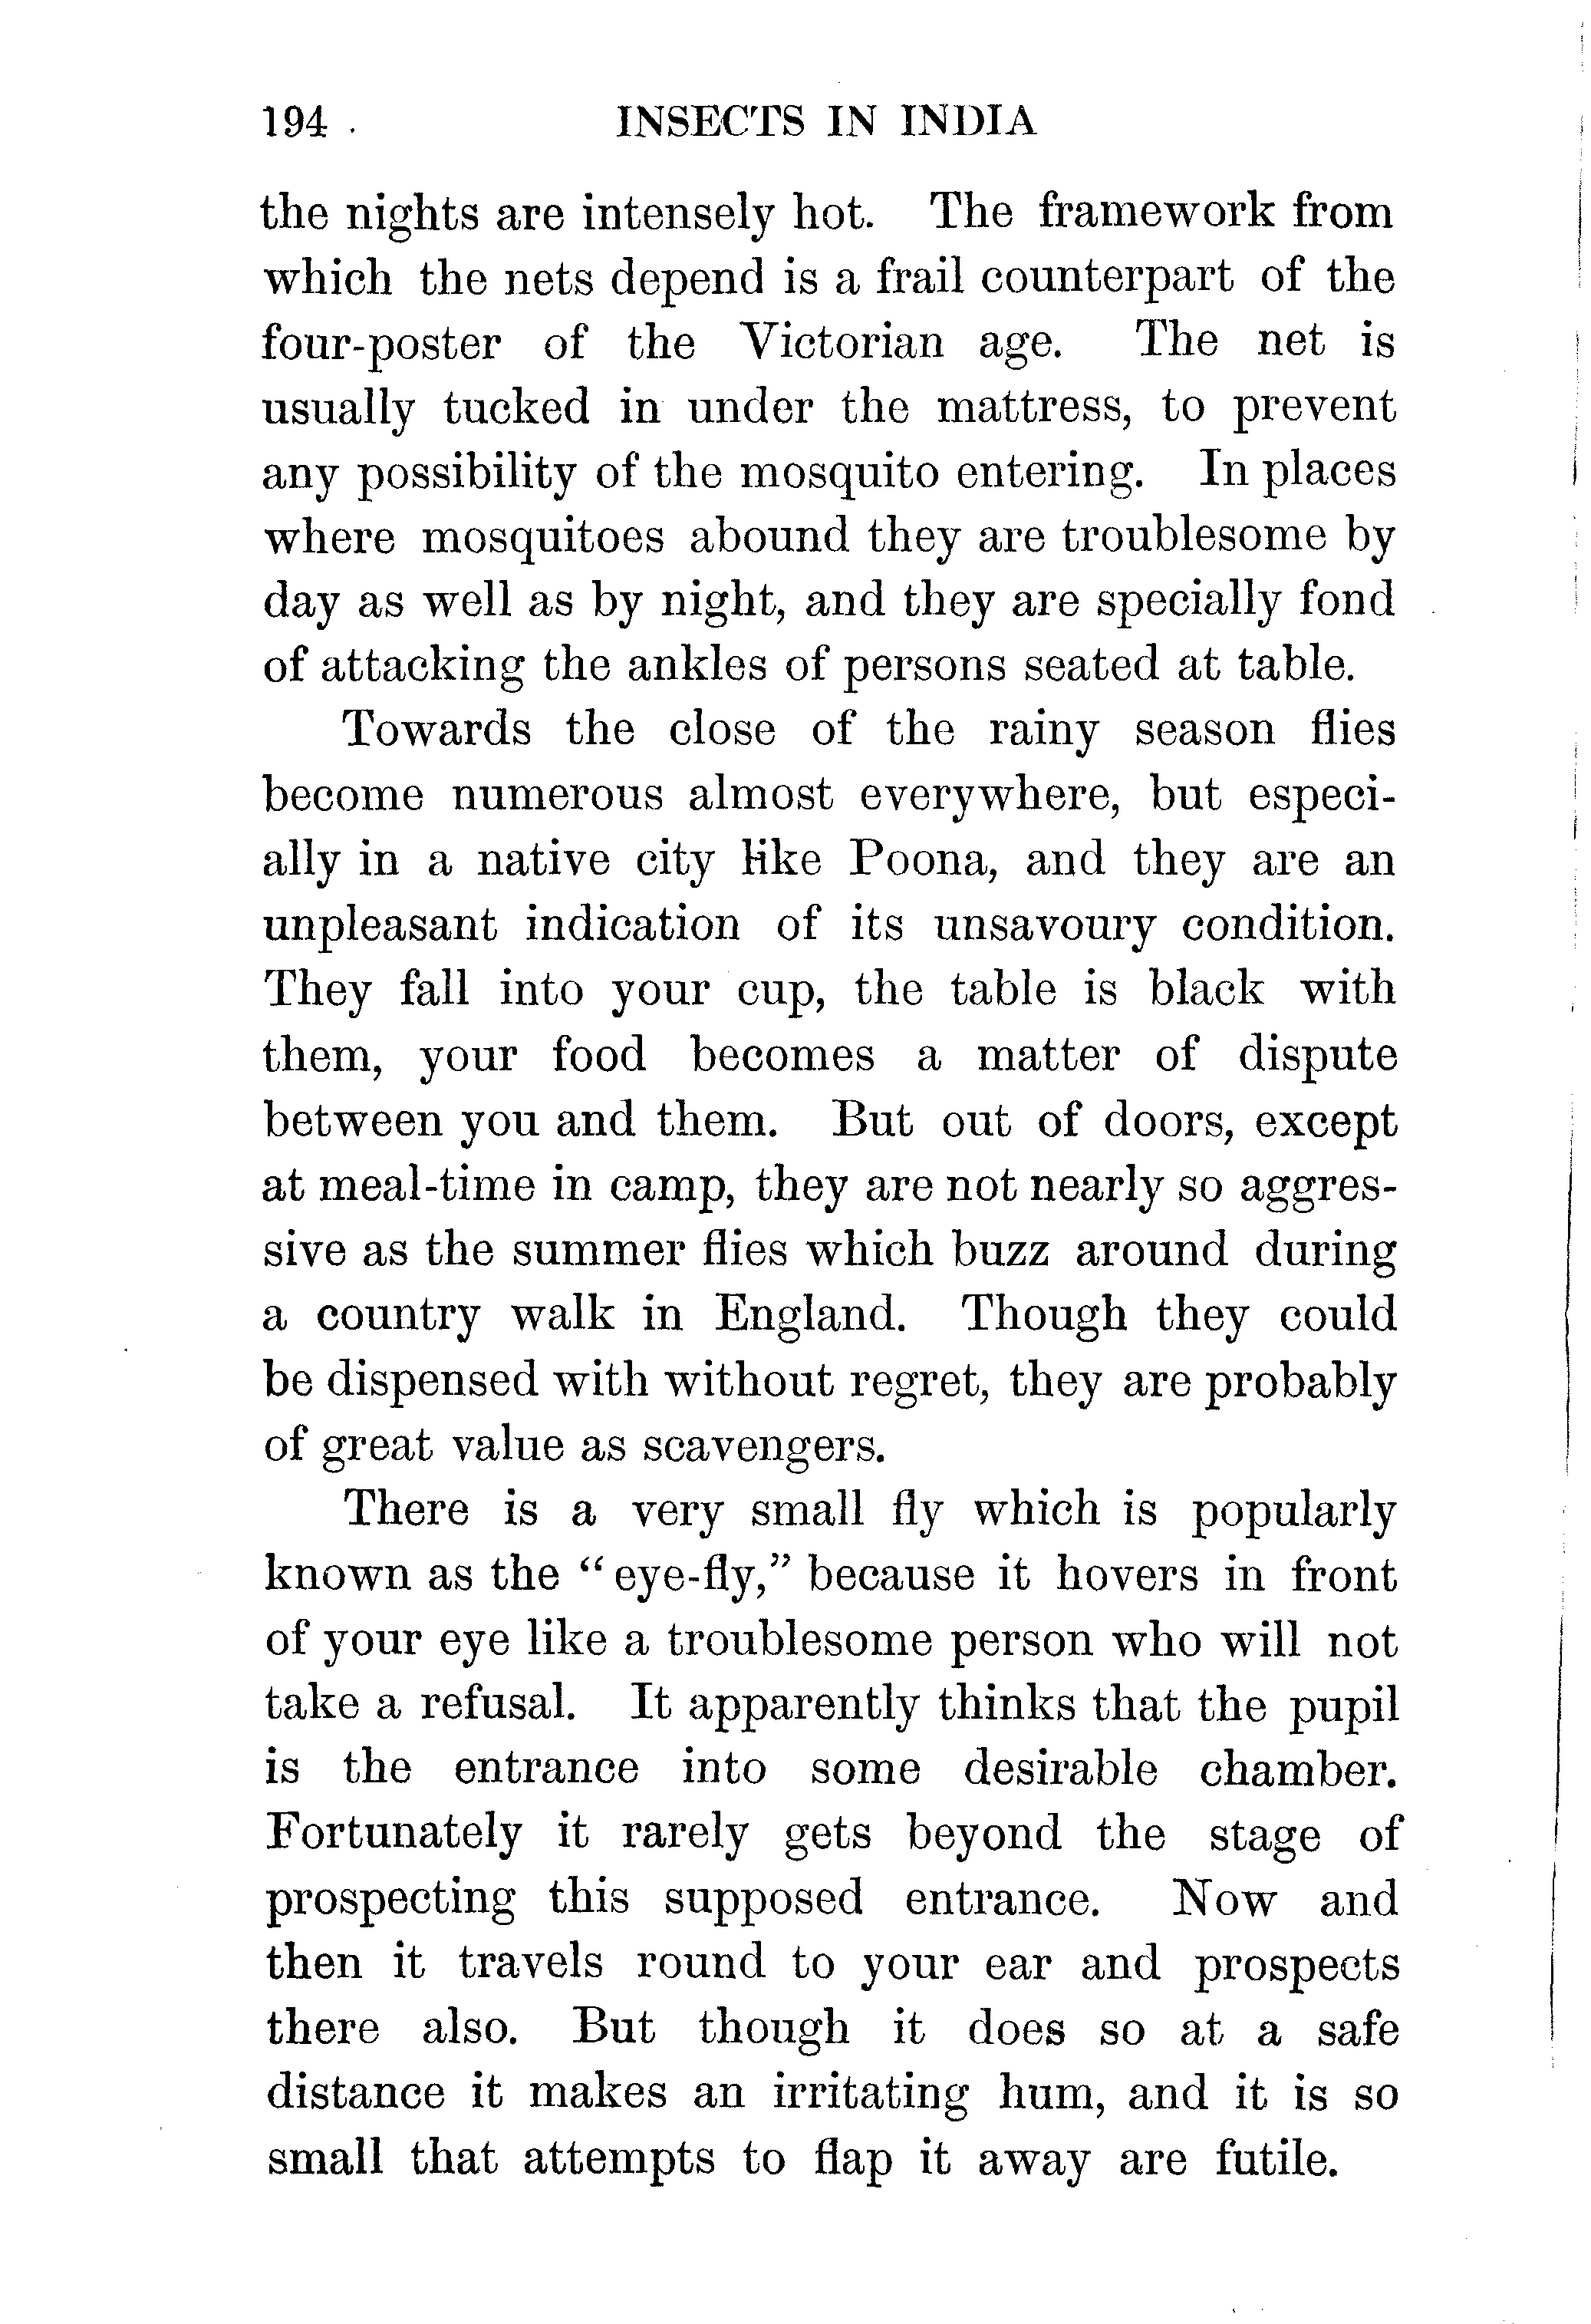 194 . INSECTS IN INDIA
the nights are intensely hot. The framework from
which the nets depend is a frail counterpart of the
four-poster of the Victorian age. The net is
usually tucked in under the mattress, to prevent
any possibility of the mosquito entering. In places
where mosquitoes abound they are troublesome by
day as well as by night, and they are specially fond
of attacking the ankles of persons seated at table.
Towards the close of the rainy season flies
become numerous almost everywhere, but especi-
ally in a native city like Poona, and they are an
unpleasant indication of its unsavoury condition.
They fall into your cup, the table is black with
them, your food becomes a matter of dispute
between you and them. But out of doors, except
at meal-time in camp, they are not nearly so aggres-
sive as the summer flies which buzz around during
a country walk in England. Though they could
be dispensed with without regret, they are probably
of great value as scavengers.
There is a very small fly which is popularly
known as the “eye-fly,” because it hovers in front
of your eye like a troublesome person who will not
take a refusal. It apparently thinks that the pupil
is the entrance into some desirable chamber.
Fortunately it rarely gets beyond the stage of
prospecting this supposed entrance. Now and
then it travels round to your ear and prospects
there also. But though it does so at a safe
distance it makes an irritating hum, and it is so
small that attempts to flap it away are futile.